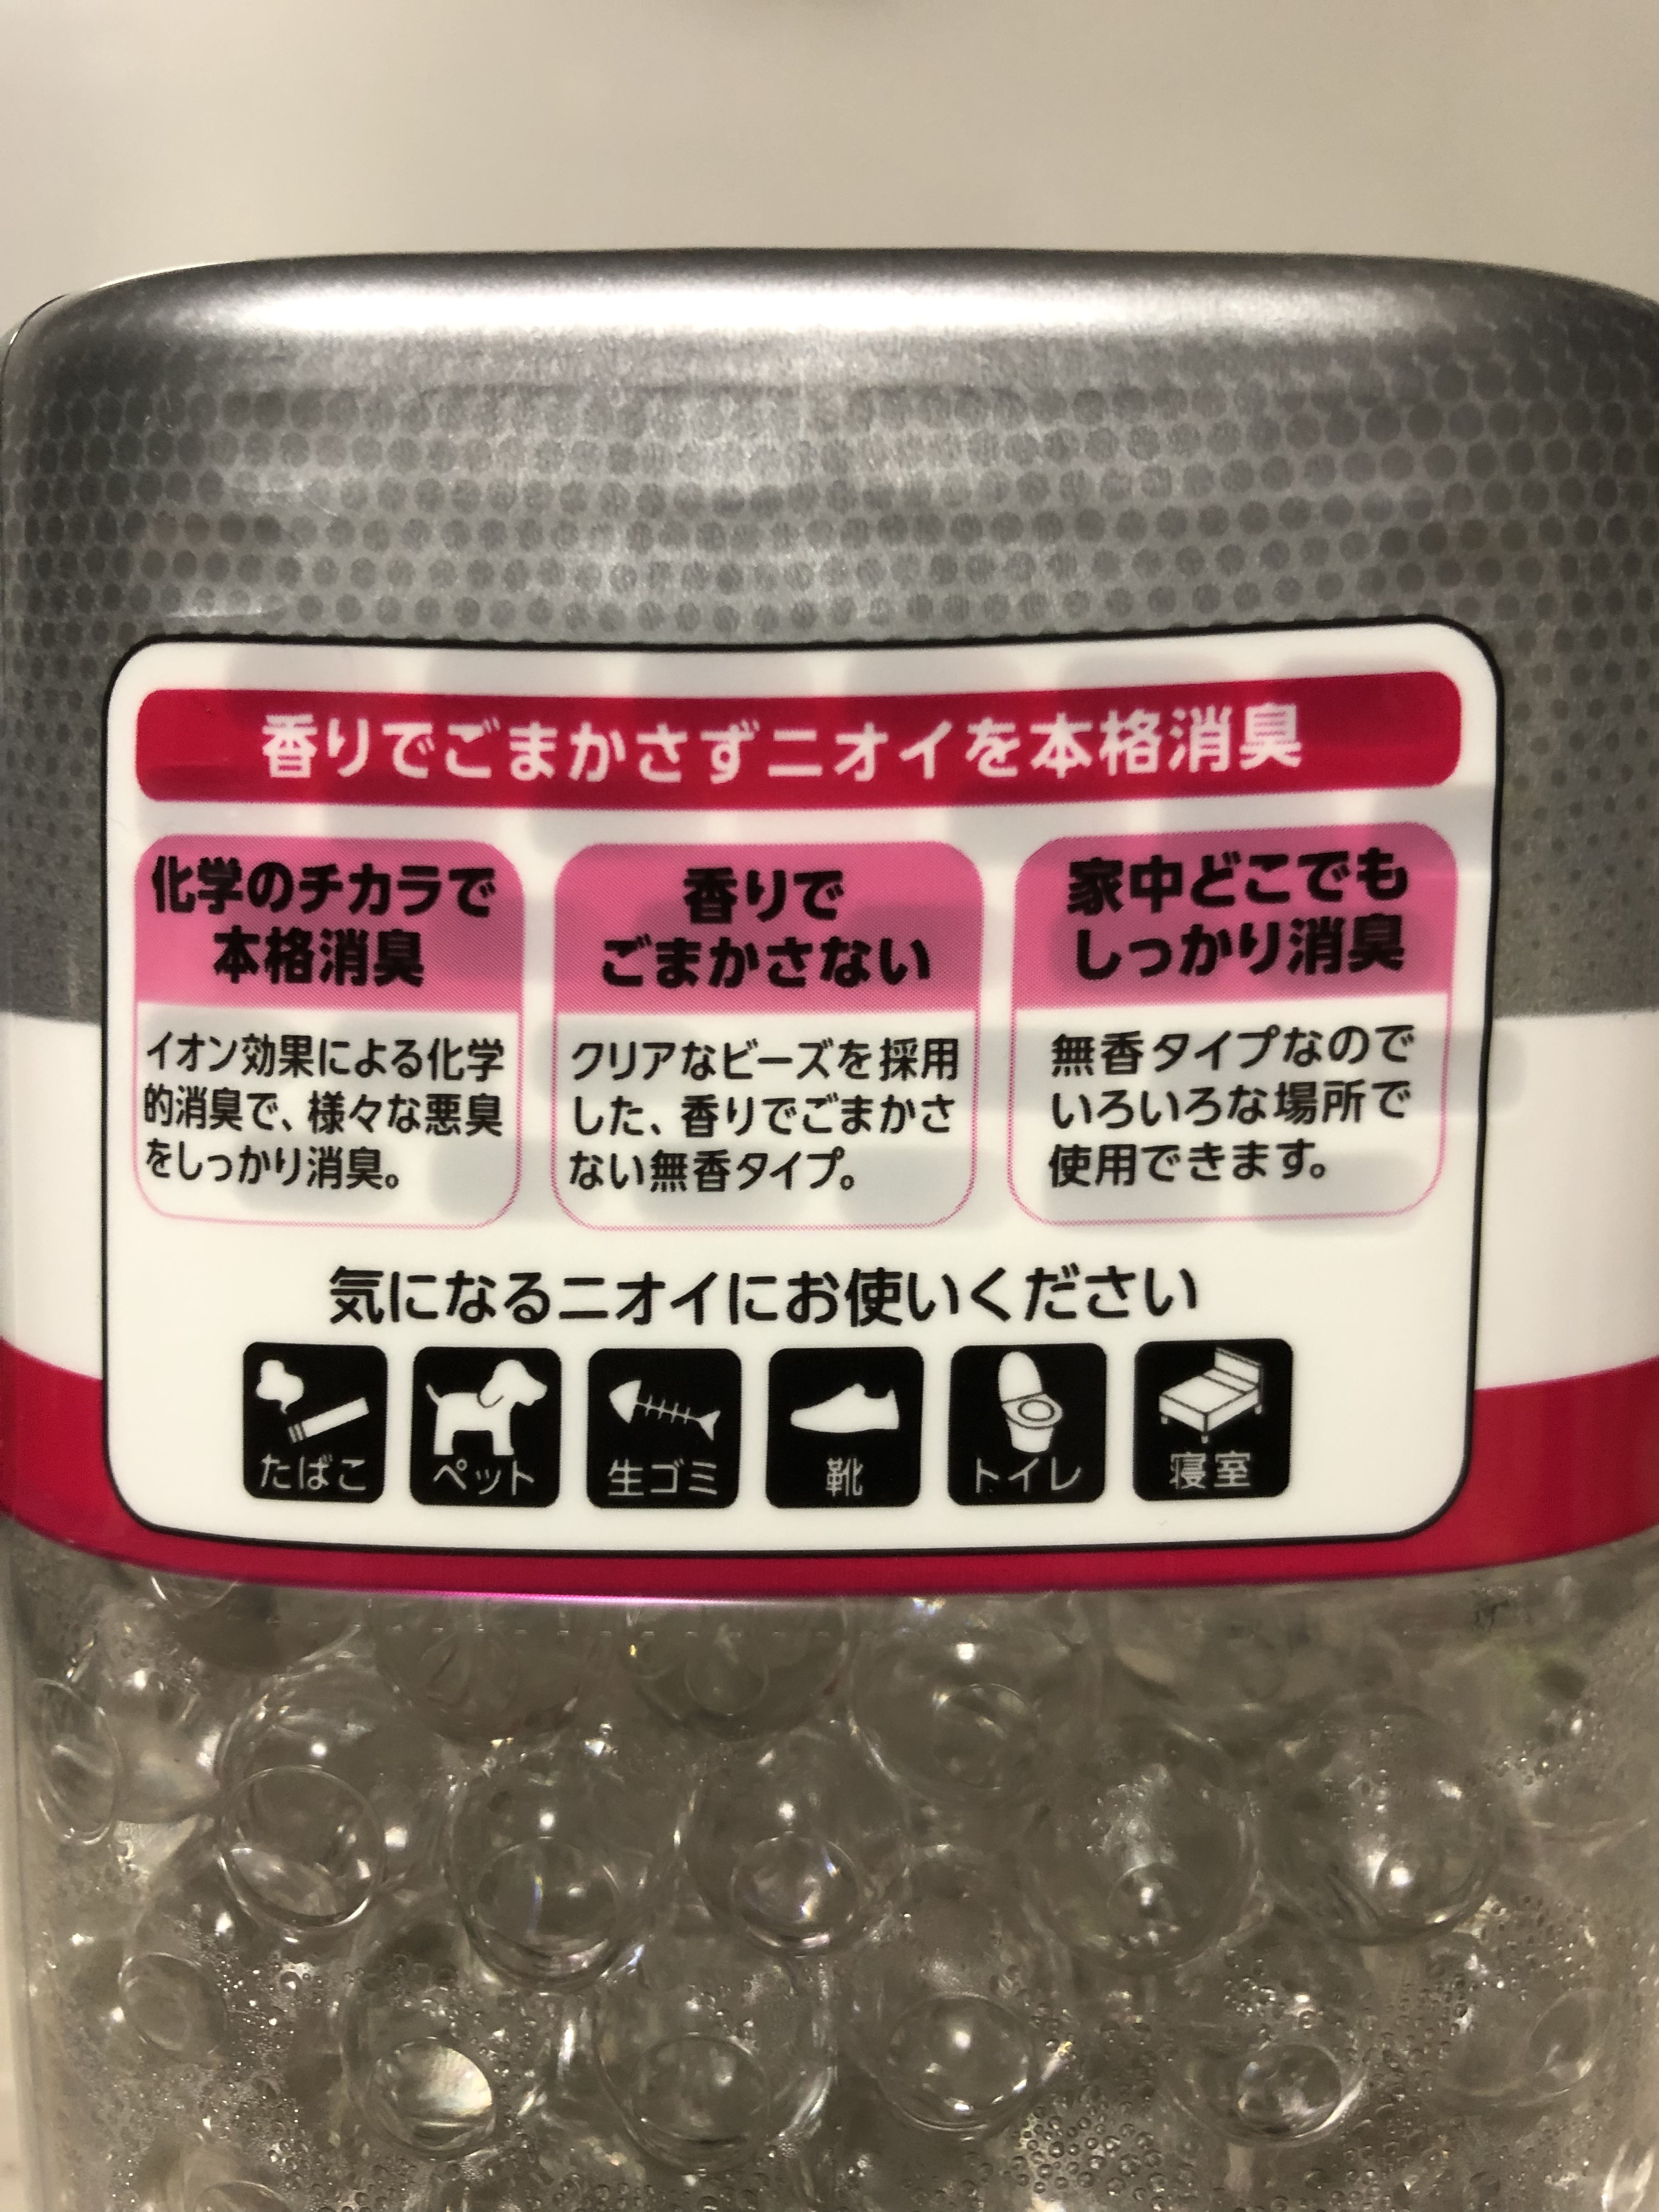 香りでごまかさずニオイを本格消臭
化学のチカラで
本格消臭
イオン効果による化学
的消臭で、様々な悪臭
をしっかり消臭。
香りで
ごまかさない
クリアなビーズを採用
した、香りでごまかさ
ない無香タイプ。
家中どこでも
しっかり消臭
無香タイプなので
いろいろな場所で
使用できます。
気になるニオイにお使いください
たばこ
ペット
生ゴミ
靴
トイレ
寝室